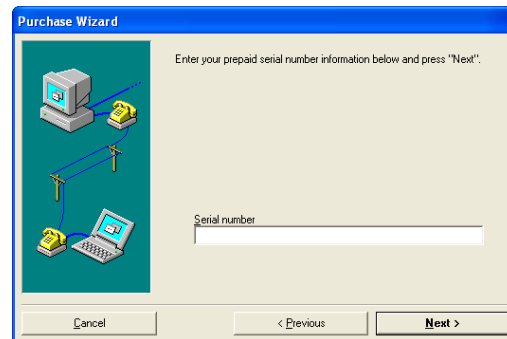 Purchase Wizard
Enter your prepaid serial number information below and press "Next".
Serial number
Cancel
< Previous
Next >